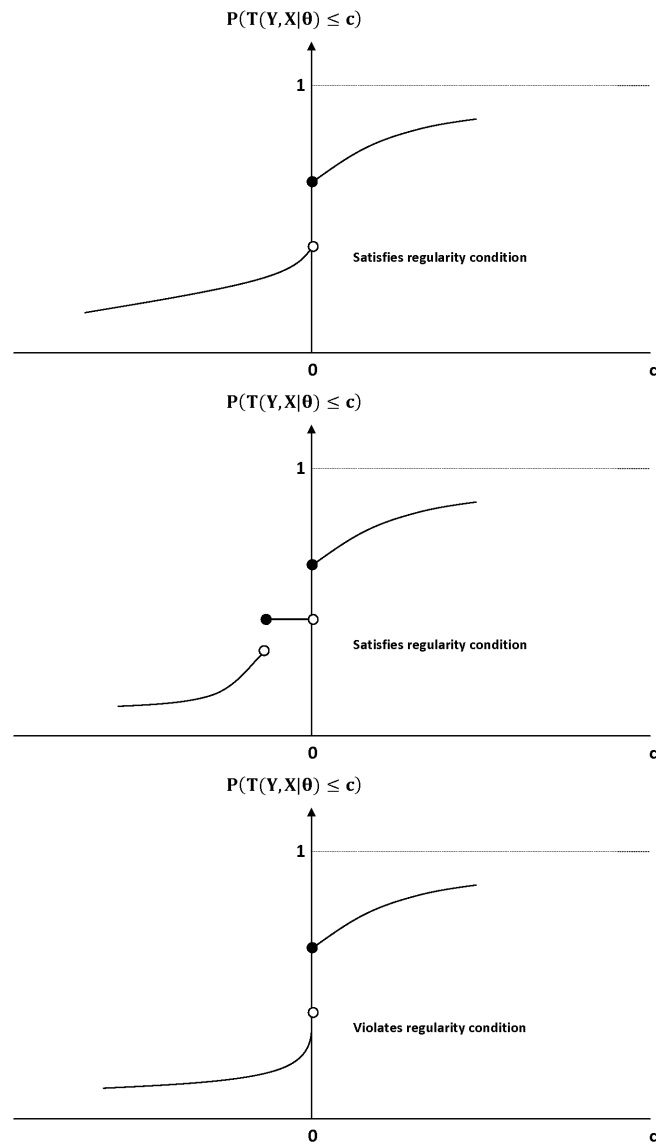 P(T(Y,X|θ) ≤ c)
1
Satisfies regularity condition
0
c
P(T(Y,X|θ) ≤ c)
1
Satisfies regularity condition
0
c
P(T(Y,X|θ) ≤ c)
1
Violates regularity condition
0
c